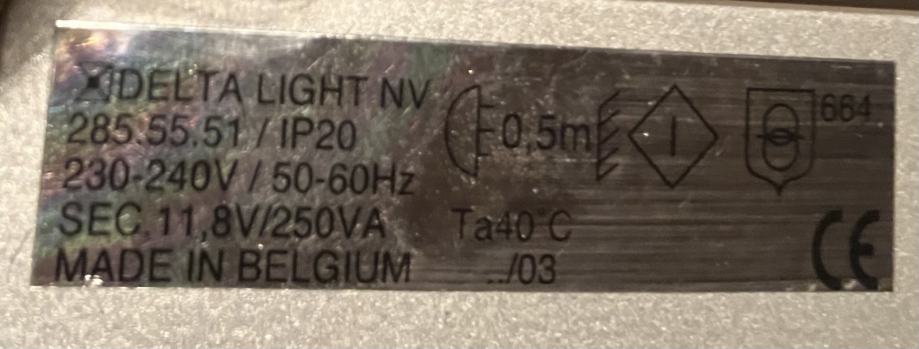 DELTA LIGHT NV
285.55.51 / IP20
230-240V / 50-60Hz
SEC.11,8V/250VA
MADE IN BELGIUM
0,5m
I
664
Ta40°C
../03
CE